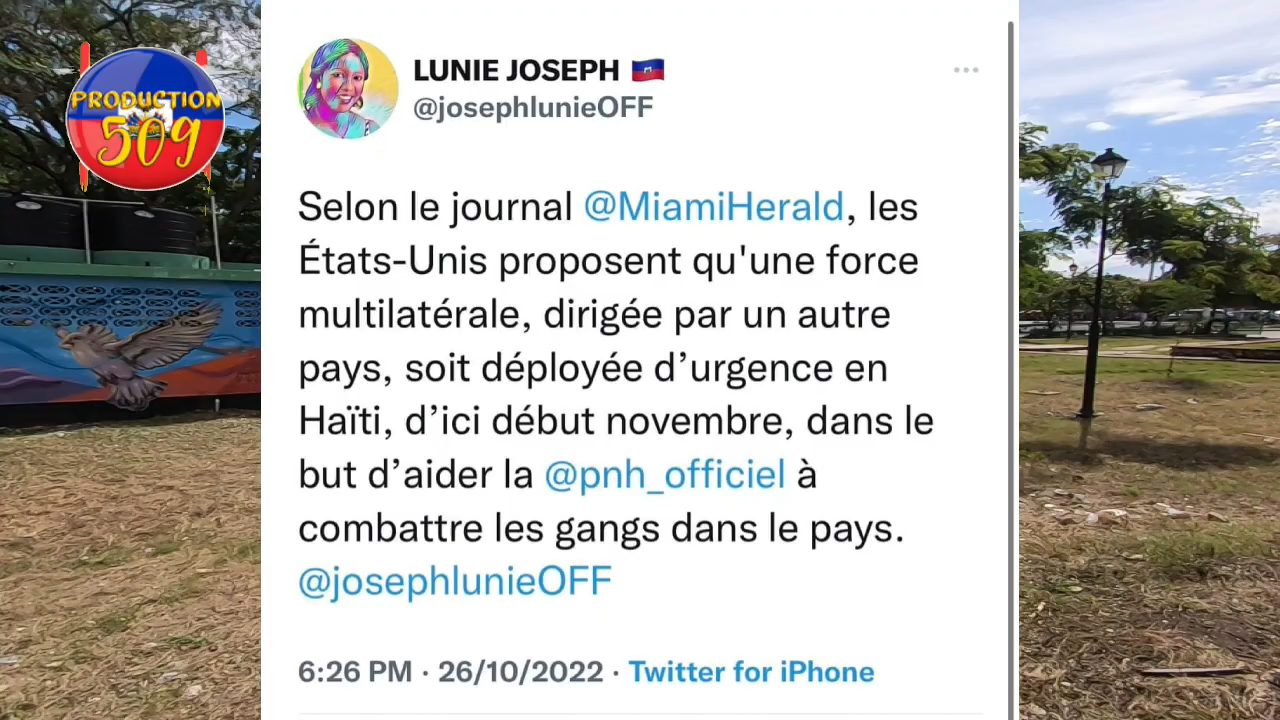 PRODUCTION
509
LUNIE JOSEPH 🇭🇹
@josephlunieOFF
Selon le journal @MiamiHerald, les
États-Unis proposent qu'une force
multilatérale, dirigée par un autre
pays, soit déployée d’urgence en
Haïti, d’ici début novembre, dans le
but d’aider la @pnh_officiel à
combattre les gangs dans le pays.
@josephlunieOFF
6:26 PM · 26/10/2022 · Twitter for iPhone